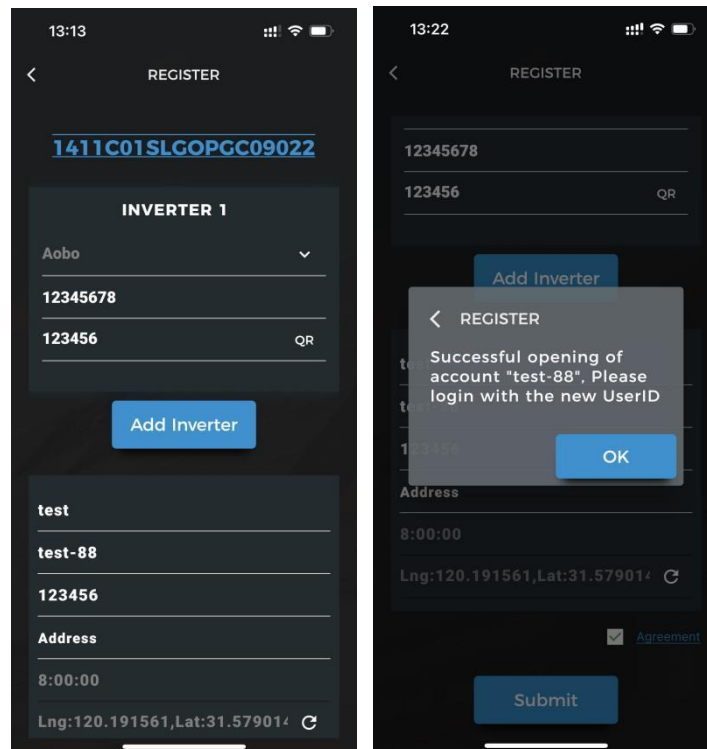 13:13
REGISTER
1411C01SLGOPGC09022
INVERTER 1
Aobo
12345678
123456 QR
Add Inverter
test
test-88
123456
Address
8:00:00
Lng:120.191561,Lat:31.579014
13:22
REGISTER
12345678
123456 QR
Add Inverter
REGISTER
Successful opening of
account "test-88", Please
login with the new UserID
OK
123456
Address
8:00:00
Lng:120.191561,Lat:31.579014
Agreement
Submit